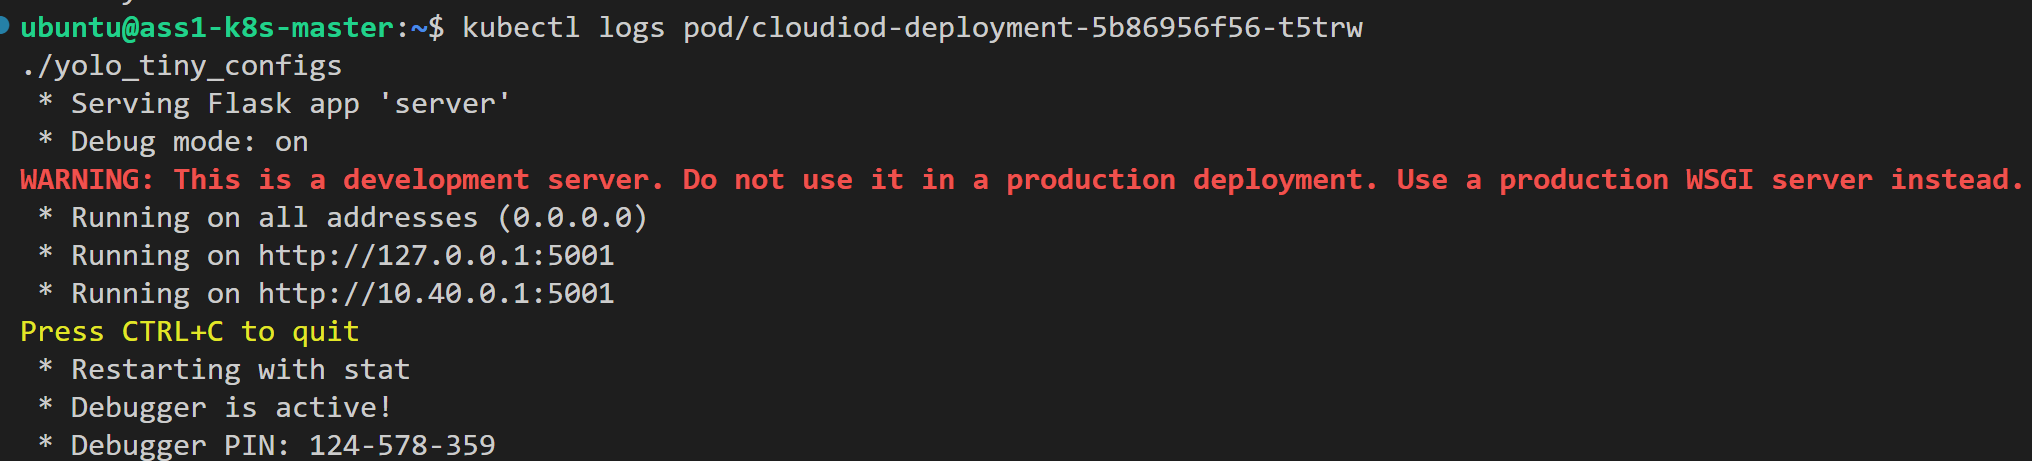 ubuntu@ass1-k8s-master:~$ kubectl logs pod/cloudiod-deployment-5b86956f56-t5trw
./yolo_tiny_configs
 * Serving Flask app 'server'
 * Debug mode: on
WARNING: This is a development server. Do not use it in a production deployment. Use a production WSGI server instead.
 * Running on all addresses (0.0.0.0)
 * Running on http://127.0.0.1:5001
 * Running on http://10.40.0.1:5001
Press CTRL+C to quit
 * Restarting with stat
 * Debugger is active!
 * Debugger PIN: 124-578-359